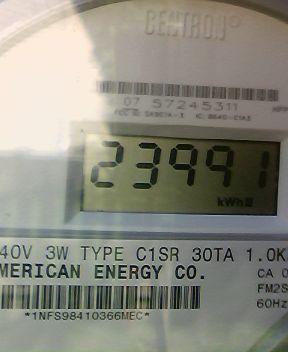 CENTRON®
07 57245311
23991
kWh
40V 3W TYPE C1SR 30TA 1.0K
MERICAN ENERGY CO.
CA 0
FM2S
60Hz
*1NFS98410366MEC*